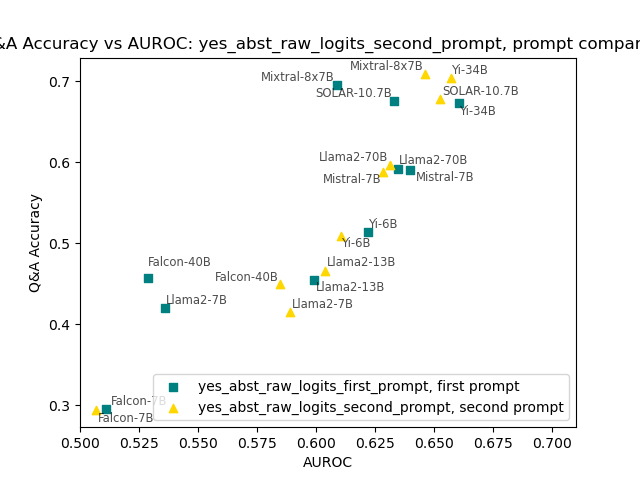 &A Accuracy vs AUROC: yes_abst_raw_logits_second_prompt, prompt compar
Mixtral-8x7B
Yi-34B
0.7
Mixtral-8x7B
SOLAR-10.7B
SOLAR-10.7B
Yi-34B
0.6
Llama2-70B
Llama2-70B
Mistral-7B
Mistral-7B
Q&A Accuracy
0.5
Yi-6B
Yi-6B
Falcon-40B
Llama2-13B
Falcon-40B
Llama2-13B
Llama2-7B
Llama2-7B
0.4
yes_abst_raw_logits_first_prompt, first prompt
yes_abst_raw_logits_second_prompt, second prompt
0.3
Falcon-7B
Falcon-7B
0.500 0.525 0.550 0.575 0.600 0.625 0.650 0.675 0.700
AUROC